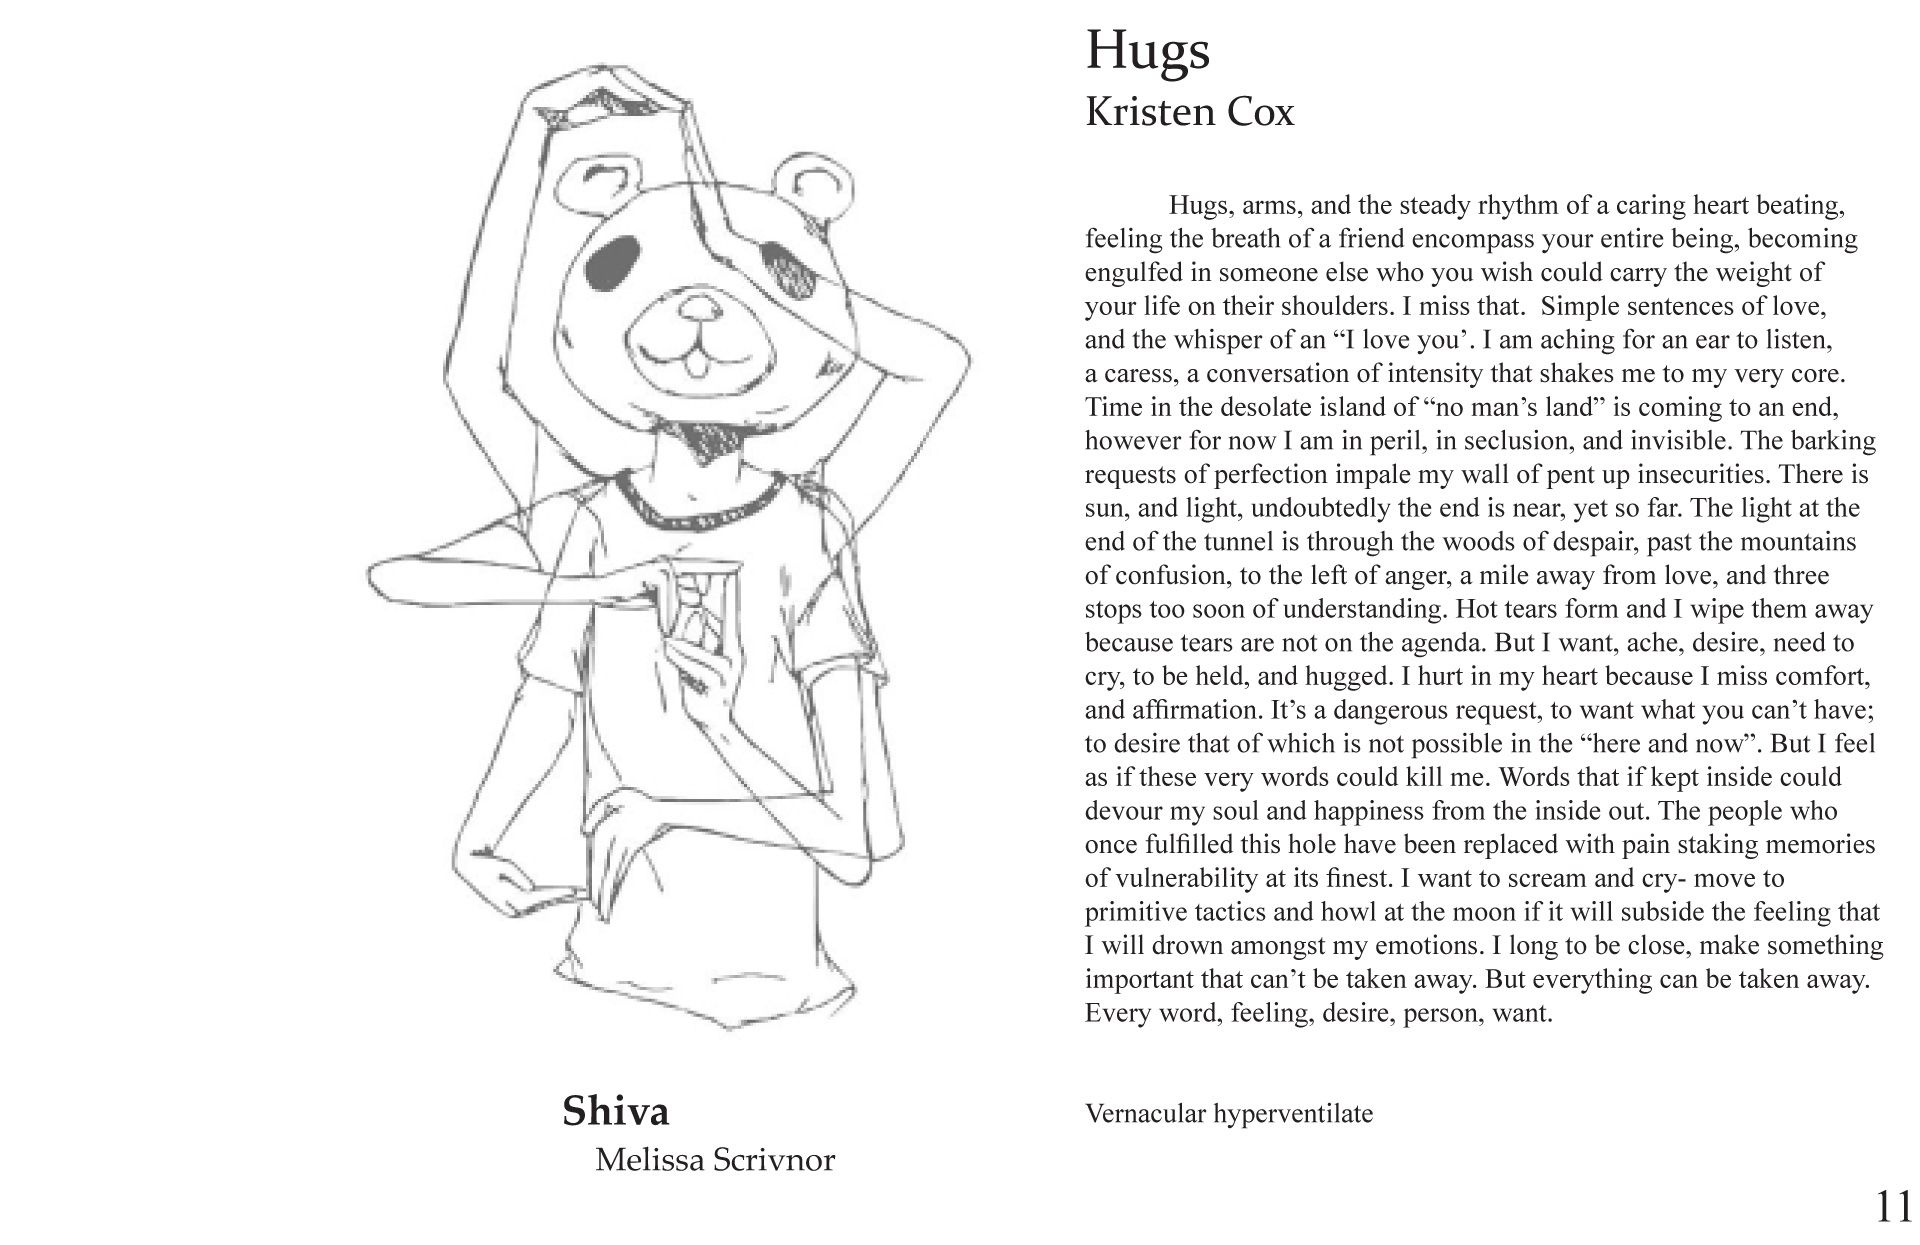 Shiva
Melissa Scrivnor
Hugs
Kristen Cox
Hugs, arms, and the steady rhythm of a caring heart beating,
feeling the breath of a friend encompass your entire being, becoming
engulfed in someone else who you wish could carry the weight of
your life on their shoulders. I miss that.  Simple sentences of love,
and the whisper of an “I love you’. I am aching for an ear to listen,
a caress, a conversation of intensity that shakes me to my very core.
Time in the desolate island of “no man’s land” is coming to an end,
however for now I am in peril, in seclusion, and invisible. The barking
requests of perfection impale my wall of pent up insecurities. There is
sun, and light, undoubtedly the end is near, yet so far. The light at the
end of the tunnel is through the woods of despair, past the mountains
of confusion, to the left of anger, a mile away from love, and three
stops too soon of understanding. Hot tears form and I wipe them away
because tears are not on the agenda. But I want, ache, desire, need to
cry, to be held, and hugged. I hurt in my heart because I miss comfort,
and affirmation. It’s a dangerous request, to want what you can’t have;
to desire that of which is not possible in the “here and now”. But I feel
as if these very words could kill me. Words that if kept inside could
devour my soul and happiness from the inside out. The people who
once fulfilled this hole have been replaced with pain staking memories
of vulnerability at its finest. I want to scream and cry- move to
primitive tactics and howl at the moon if it will subside the feeling that
I will drown amongst my emotions. I long to be close, make something
important that can’t be taken away. But everything can be taken away.
Every word, feeling, desire, person, want.
Vernacular hyperventilate
11